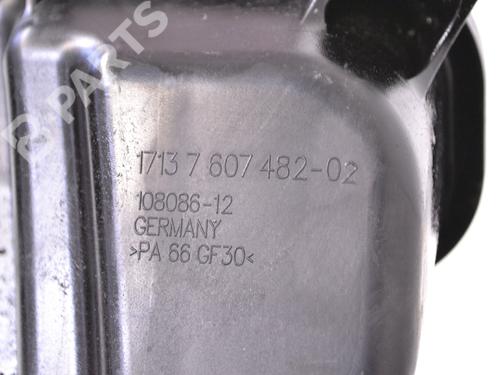 B PARTS
1713 7 607 482-02
108086-12
GERMANY
>PA 66 GF30<